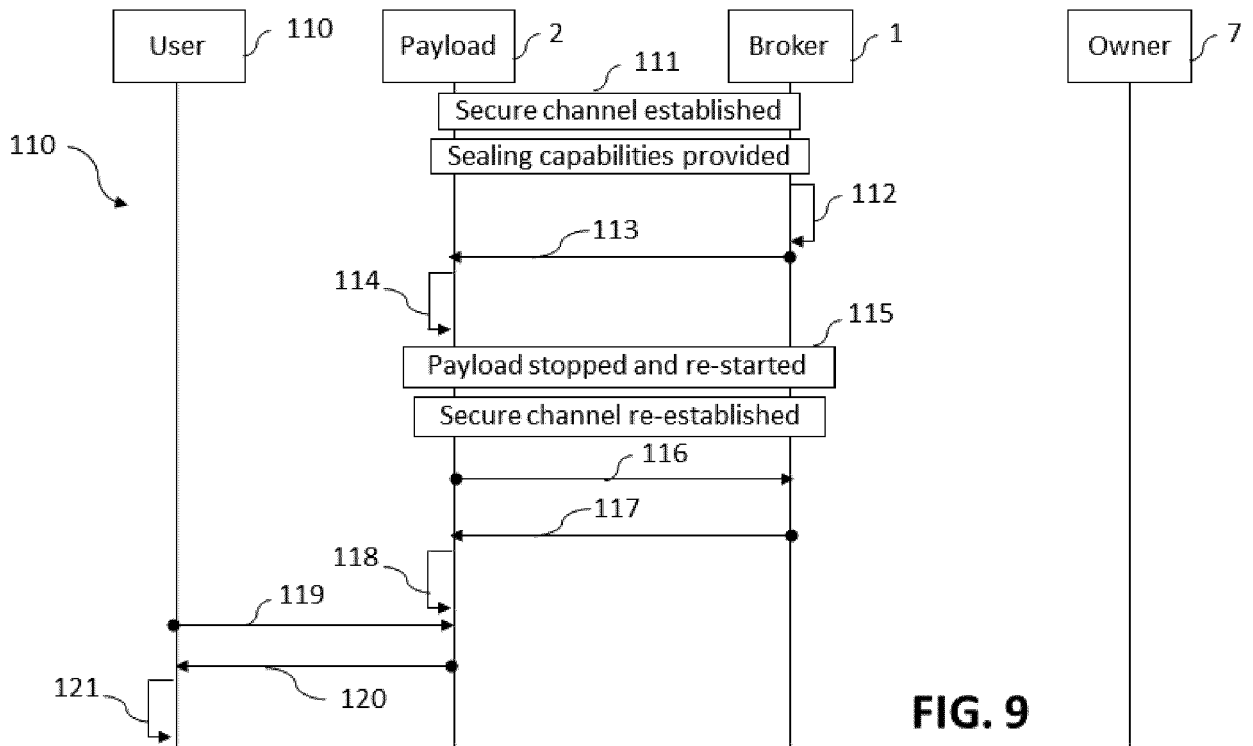 User
110
Payload
2
Broker
1
Owner
7
111
Secure channel established
110
Sealing capabilities provided
112
113
114
115
Payload stopped and re-started
Secure channel re-established
116
117
118
119
120
121
FIG. 9